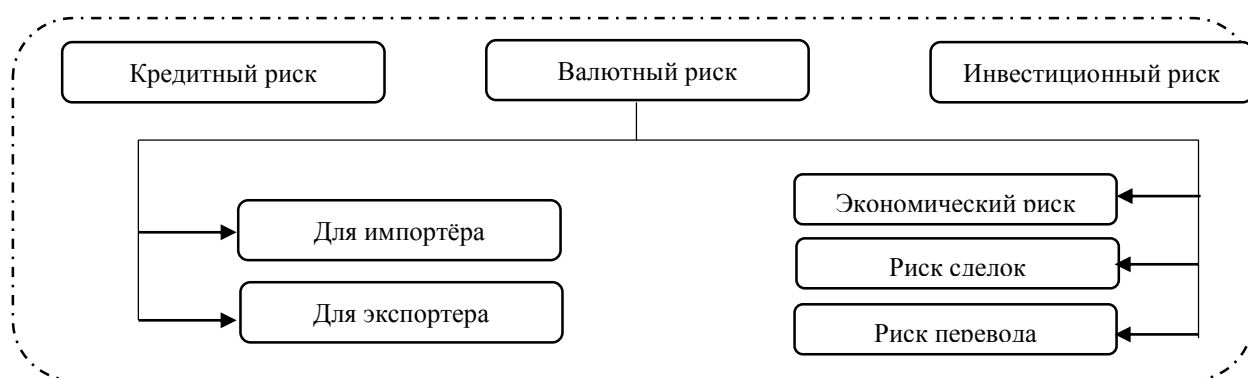 Кредитный риск
Валютный риск
Инвестиционный риск
Для импортёра
Для экспортера
Экономический риск
Риск сделок
Риск перевода